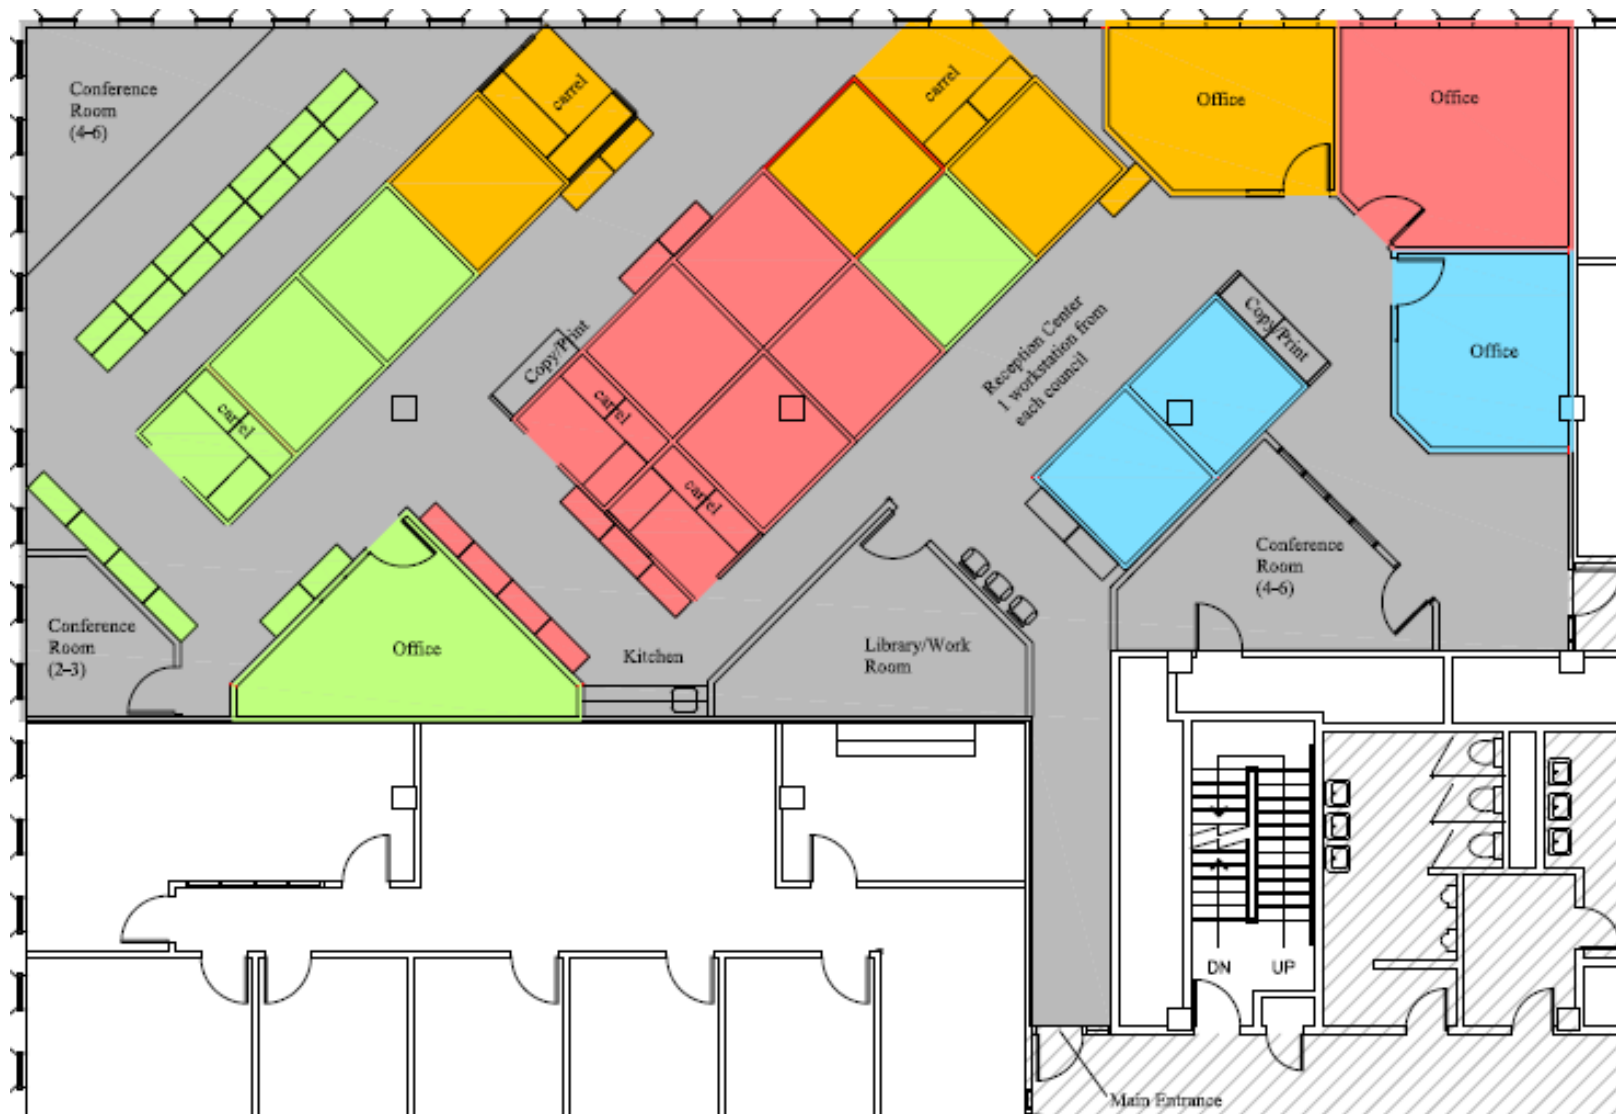 Conference
Room
(4-6)
carrel
carrel
Office
Office
Copy/Print
Reception Center
1 workstation from
each council
Copy/Print
Office
carrel
carrel
carrel
Conference
Room
(4-6)
Conference
Room
(2-3)
Office
Kitchen
Library/Work
Room
DN
UP
Main Entrance